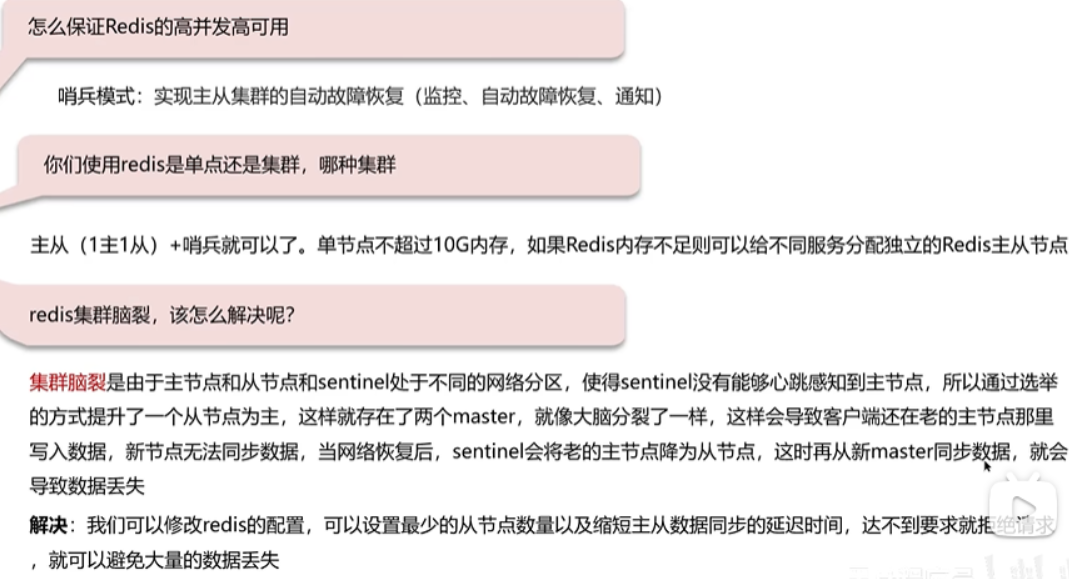 怎么保证Redis的高并发高可用
哨兵模式：实现主从集群的自动故障恢复（监控、自动故障恢复、通知）
你们使用redis是单点还是集群，哪种集群
主从（1主1从）+哨兵就可以了。单节点不超过10G内存，如果Redis内存不足则可以给不同服务分配独立的Redis主从节点
redis集群脑裂，该怎么解决呢？
集群脑裂是由于主节点和从节点和sentinel处于不同的网络分区，使得sentinel没有能够心跳感知到主节点，所以通过选举
的方式提升了一个从节点为主，这样就存在了两个master，就像大脑分裂了一样，这样会导致客户端还在老的主节点那里
写入数据，新节点无法同步数据，当网络恢复后，sentinel会将老的主节点降为从节点，这时再从新master同步数据，就会
导致数据丢失
解决：我们可以修改redis的配置，可以设置最少的从节点数量以及缩短主从数据同步的延迟时间，达不到要求就拒绝请求
，就可以避免大量的数据丢失